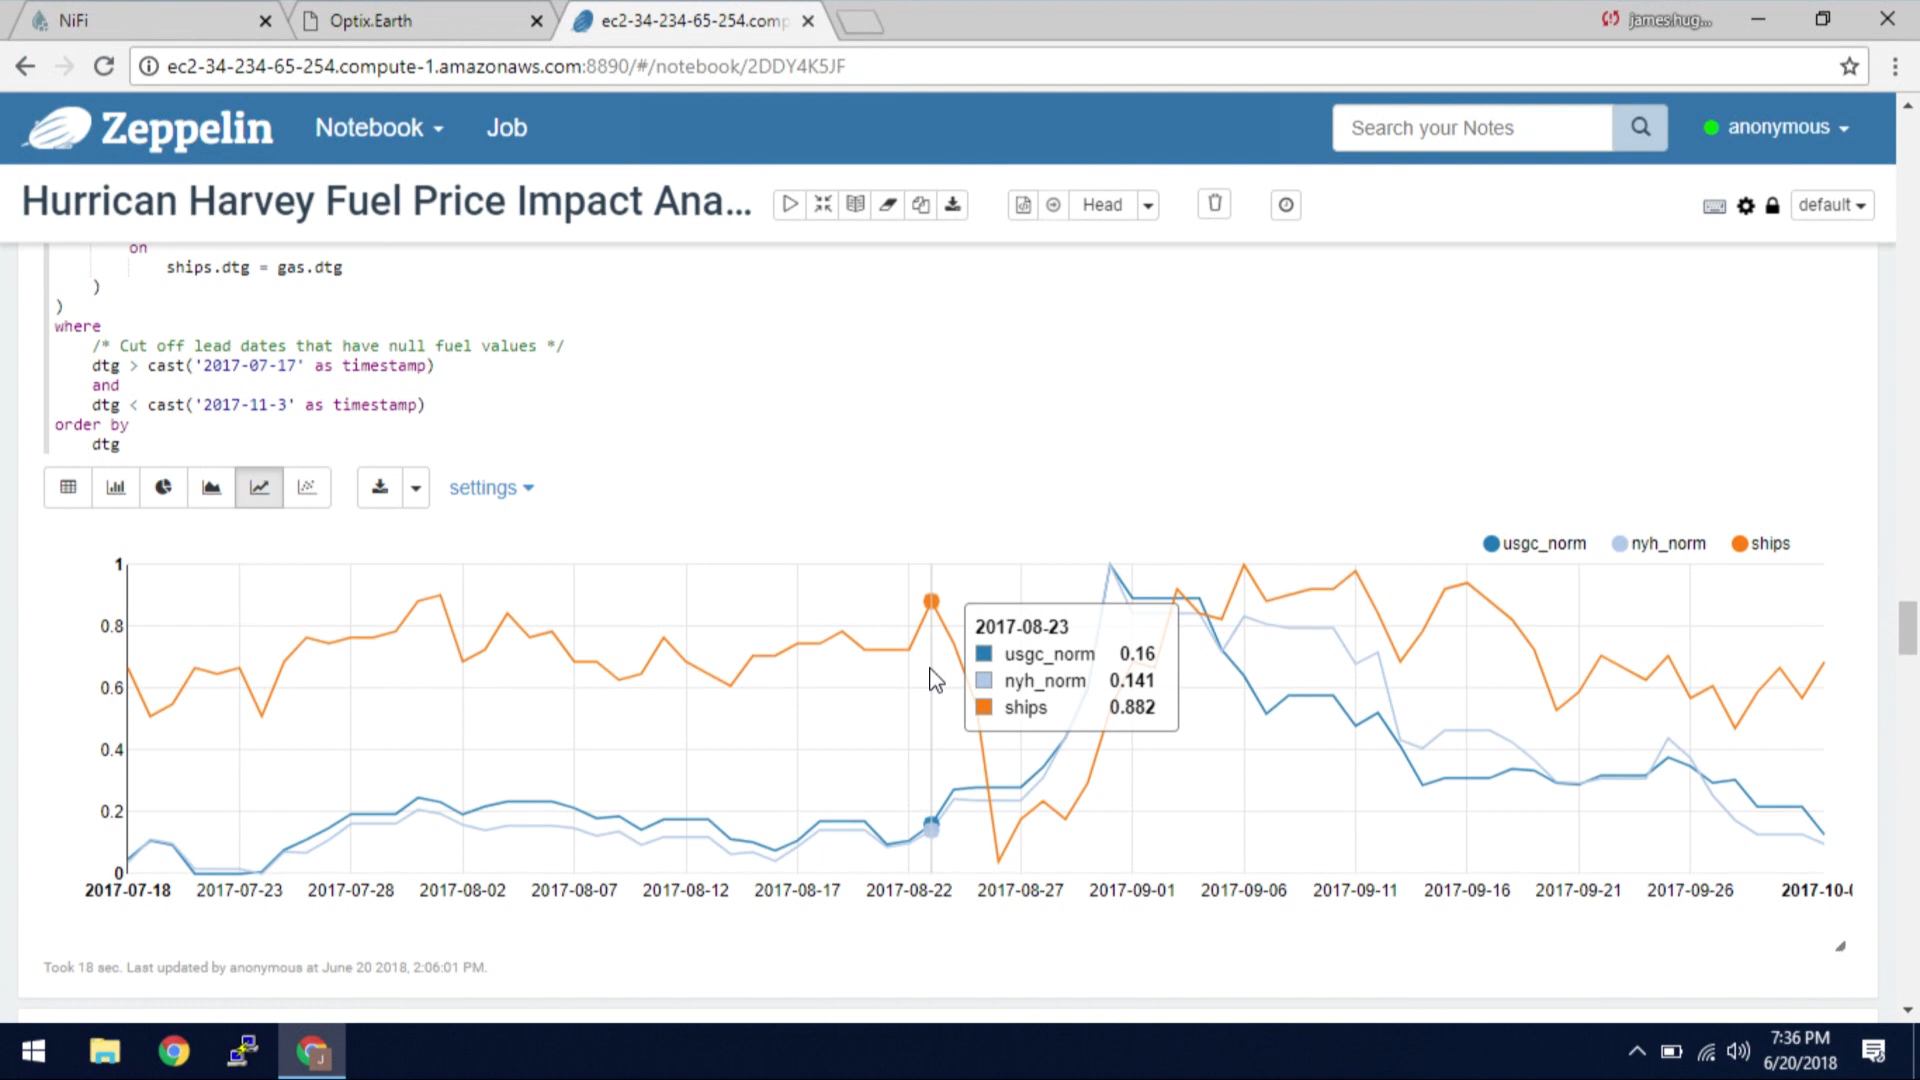 NiFi
Optix.Earth
ec2-34-234-65-254.comp
james.hug...
ec2-34-234-65-254.compute-1.amazonaws.com:8890/#/notebook/2DDY4K5JF
Zeppelin
Notebook
Job
Search your Notes
anonymous
Hurrican Harvey Fuel Price Impact Ana...
Head
default
on
ships.dtg = gas.dtg
)
)
where
/* Cut off lead dates that have null fuel values */
dtg > cast('2017-07-17' as timestamp)
and
dtg < cast('2017-11-3' as timestamp)
order by
dtg
settings
usgc_norm
nyh_norm
ships
1
0.8
0.6
0.4
0.2
0
2017-08-23
usgc_norm 0.16
nyh_norm 0.141
ships 0.882
2017-07-18 2017-07-23 2017-07-28 2017-08-02 2017-08-07 2017-08-12 2017-08-17 2017-08-22 2017-08-27 2017-09-01 2017-09-06 2017-09-11 2017-09-16 2017-09-21 2017-09-26 2017-10-
Took 18 sec. Last updated by anonymous at June 20 2018, 2:06:01 PM.
J
7:36 PM
6/20/2018